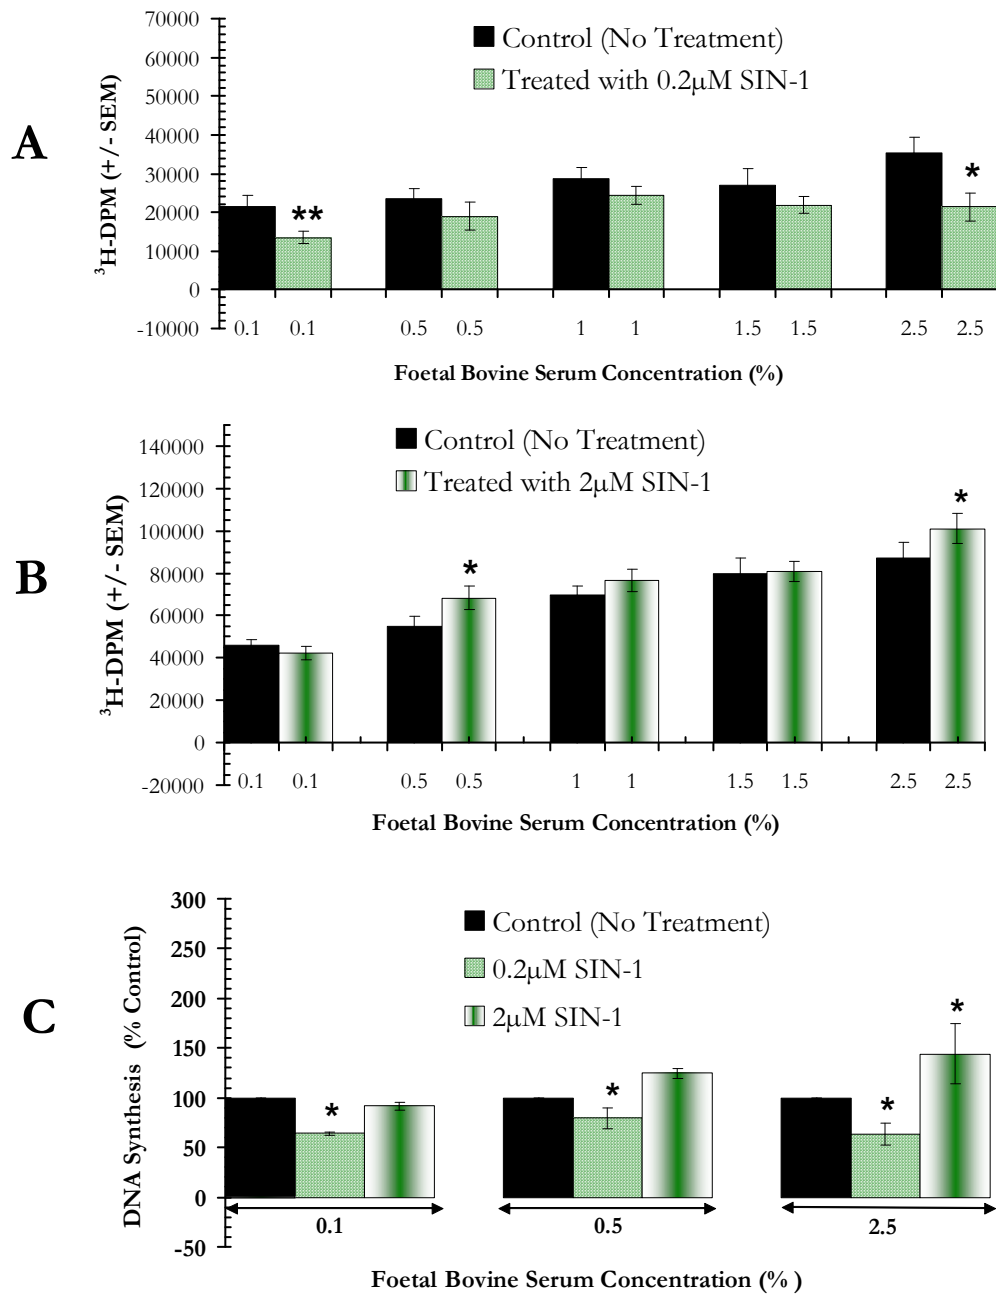 A
³H-DPM (+/- SEM)
70000
60000
50000
40000
30000
20000
10000
0
-10000
Control (No Treatment)
Treated with 0.2µM SIN-1
**
*
0.1 0.1 0.5 0.5 1 1 1.5 1.5 2.5 2.5
Foetal Bovine Serum Concentration (%)
B
³H-DPM (+/- SEM)
140000
120000
100000
80000
60000
40000
20000
0
-20000
Control (No Treatment)
Treated with 2µM SIN-1
*
*
0.1 0.1 0.5 0.5 1 1 1.5 1.5 2.5 2.5
Foetal Bovine Serum Concentration (%)
C
DNA Synthesis (% Control)
300
250
200
150
100
50
0
-50
Control (No Treatment)
0.2µM SIN-1
2µM SIN-1
*
*
*
*
0.1 0.5 2.5
Foetal Bovine Serum Concentration (% )